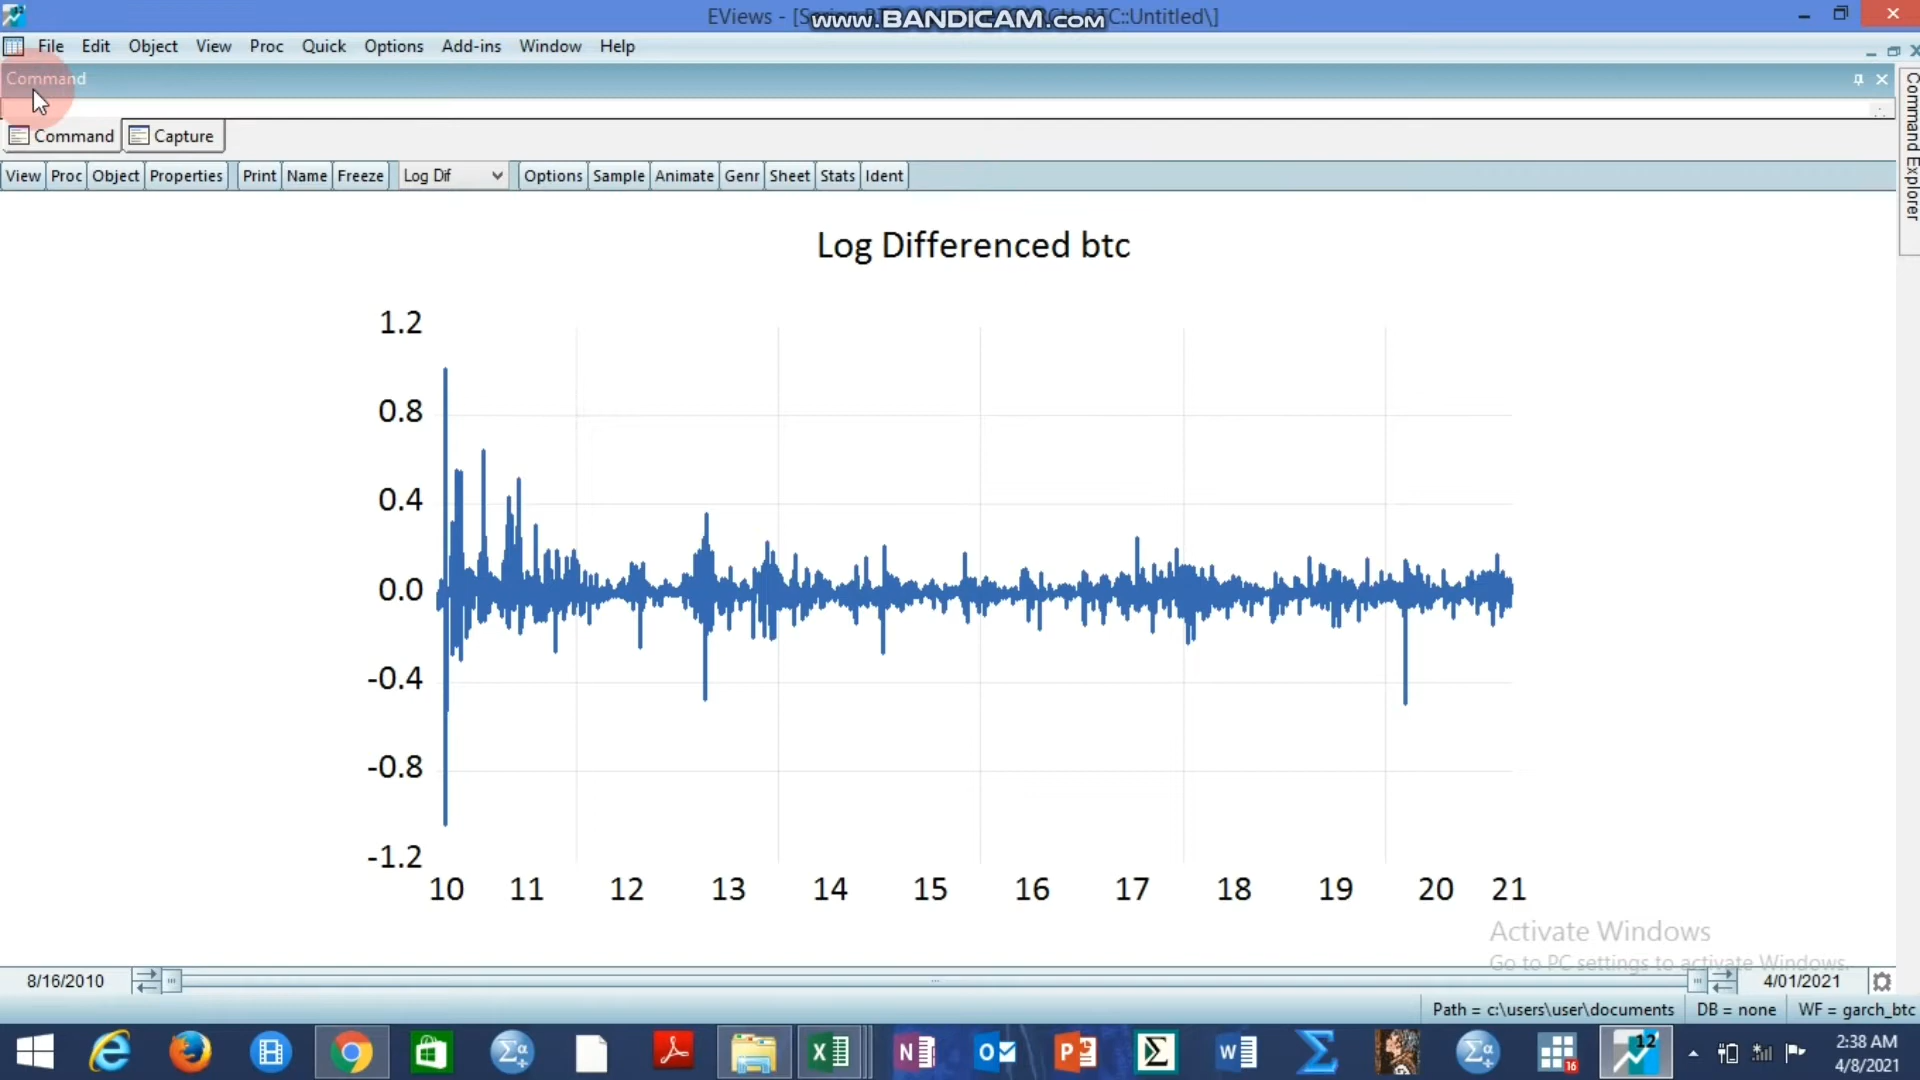 EViews - [S
TC::Untitled\]
www.BANDICAM.com
File Edit Object View Proc Quick Options Add-ins Window Help
Command
Command Capture
Command Explorer
View Proc Object Properties Print Name Freeze Log Dif Options Sample Animate Genr Sheet Stats Ident
Log Differenced btc
1.2
0.8
0.4
0.0
-0.4
-0.8
-1.2
10 11 12 13 14 15 16 17 18 19 20 21
Activate Windows
Go to PC settings to activate Windows.
8/16/2010
4/01/2021
Path = c:\users\user\documents DB = none WF = garch_btc
12
16
2:38 AM
4/8/2021